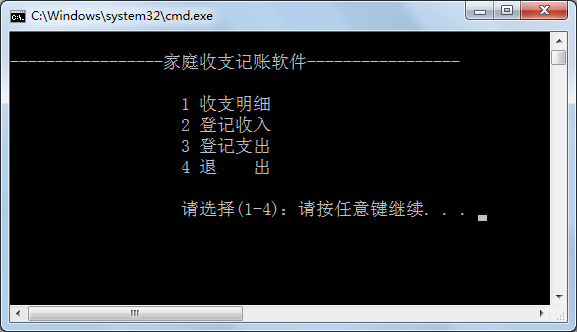 C:\Windows\system32\cmd.exe
-----------------家庭收支记账软件-----------------
1 收支明细
2 登记收入
3 登记支出
4 退    出
请选择(1-4)：请按任意键继续. . .